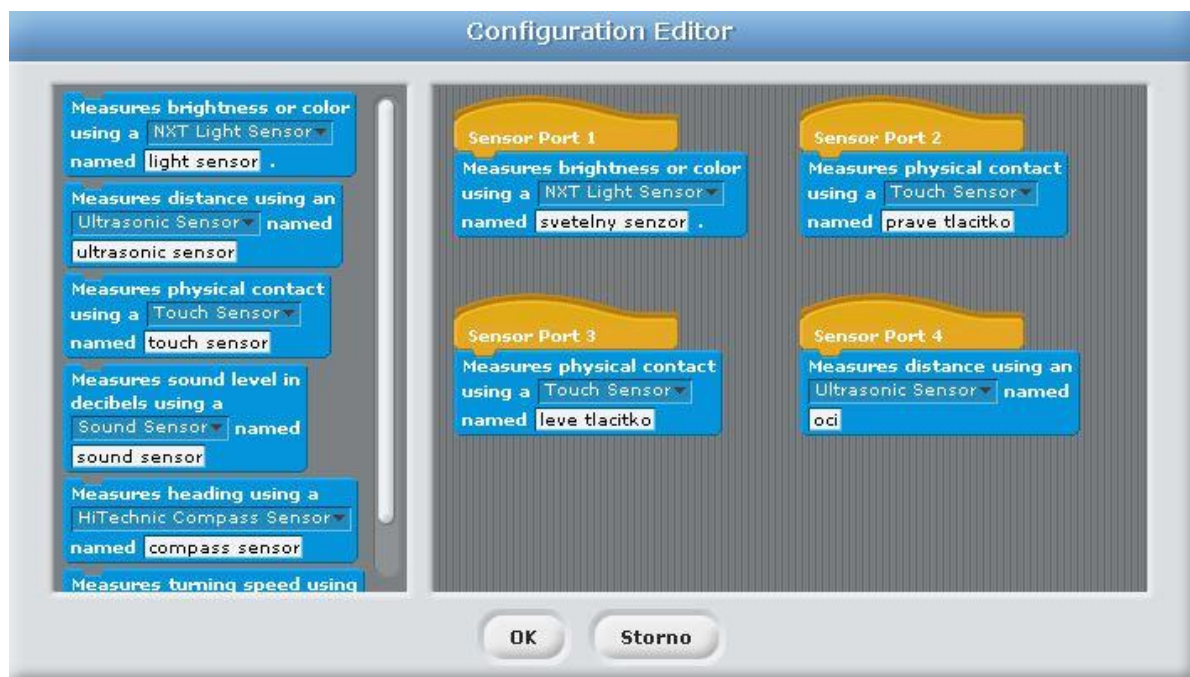 Configuration Editor
Measures brightness or color
using a NXT Light Sensor
named light sensor .
Measures distance using an
Ultrasonic Sensor named
ultrasonic sensor
Measures physical contact
using a Touch Sensor
named touch sensor
Measures sound level in
decibels using a
Sound Sensor named
sound sensor
Measures heading using a
HiTechnic Compass Sensor
named compass sensor
Measures turning speed using
Sensor Port 1
Measures brightness or color
using a NXT Light Sensor
named svetelny senzor .
Sensor Port 2
Measures physical contact
using a Touch Sensor
named prave tlacitko
Sensor Port 3
Measures physical contact
using a Touch Sensor
named leve tlacitko
Sensor Port 4
Measures distance using an
Ultrasonic Sensor named
oci
OK
Storno